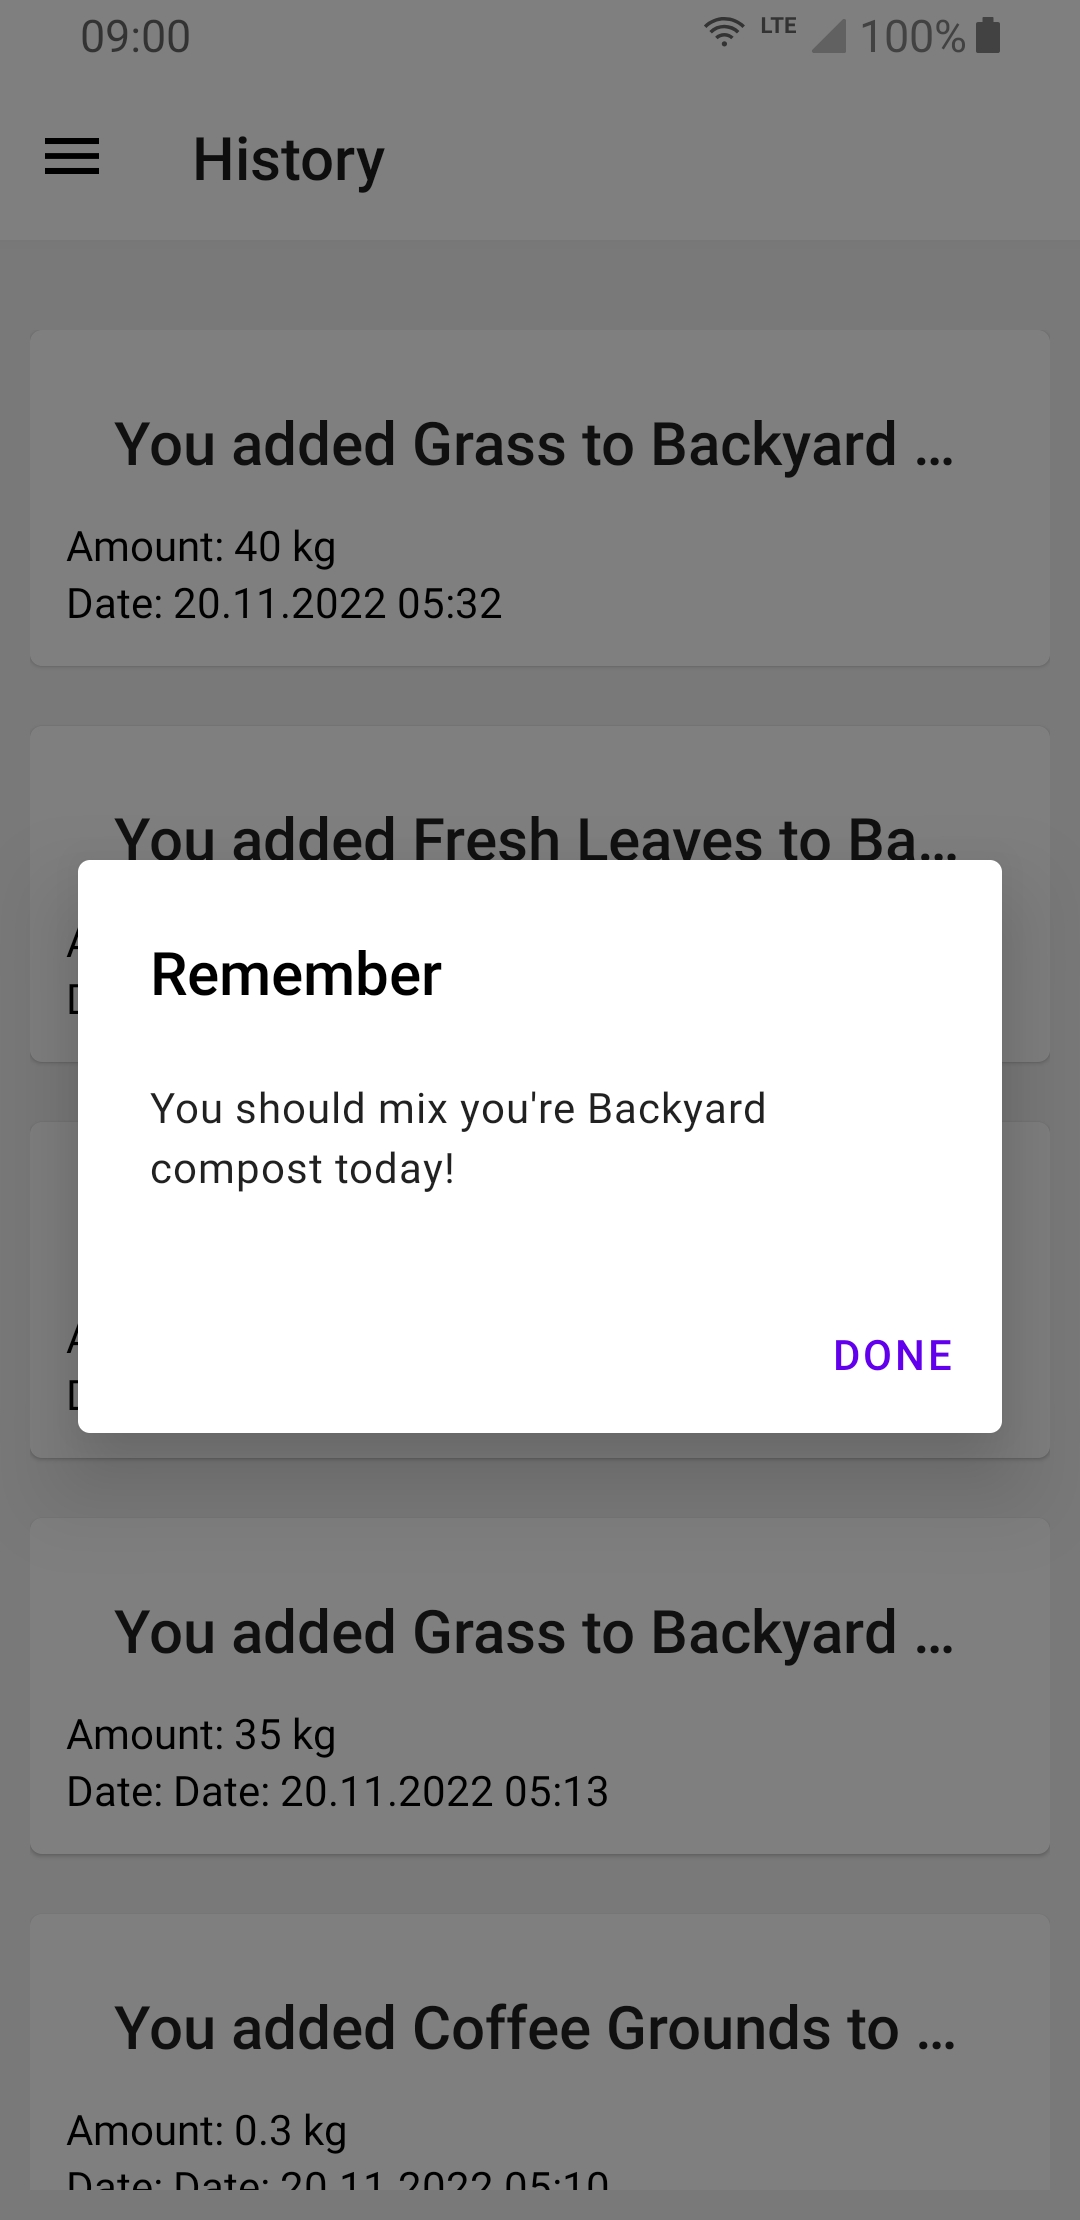 09:00
LTE
100%
History
You added Grass to Backyard ...
Amount: 40 kg
Date: 20.11.2022 05:32
You added Fresh Leaves to Ba...
Remember
You should mix you're Backyard
compost today!
DONE
You added Grass to Backyard ...
Amount: 35 kg
Date: Date: 20.11.2022 05:13
You added Coffee Grounds to ...
Amount: 0.3 kg
Date: Date: 20.11.2022 05:10